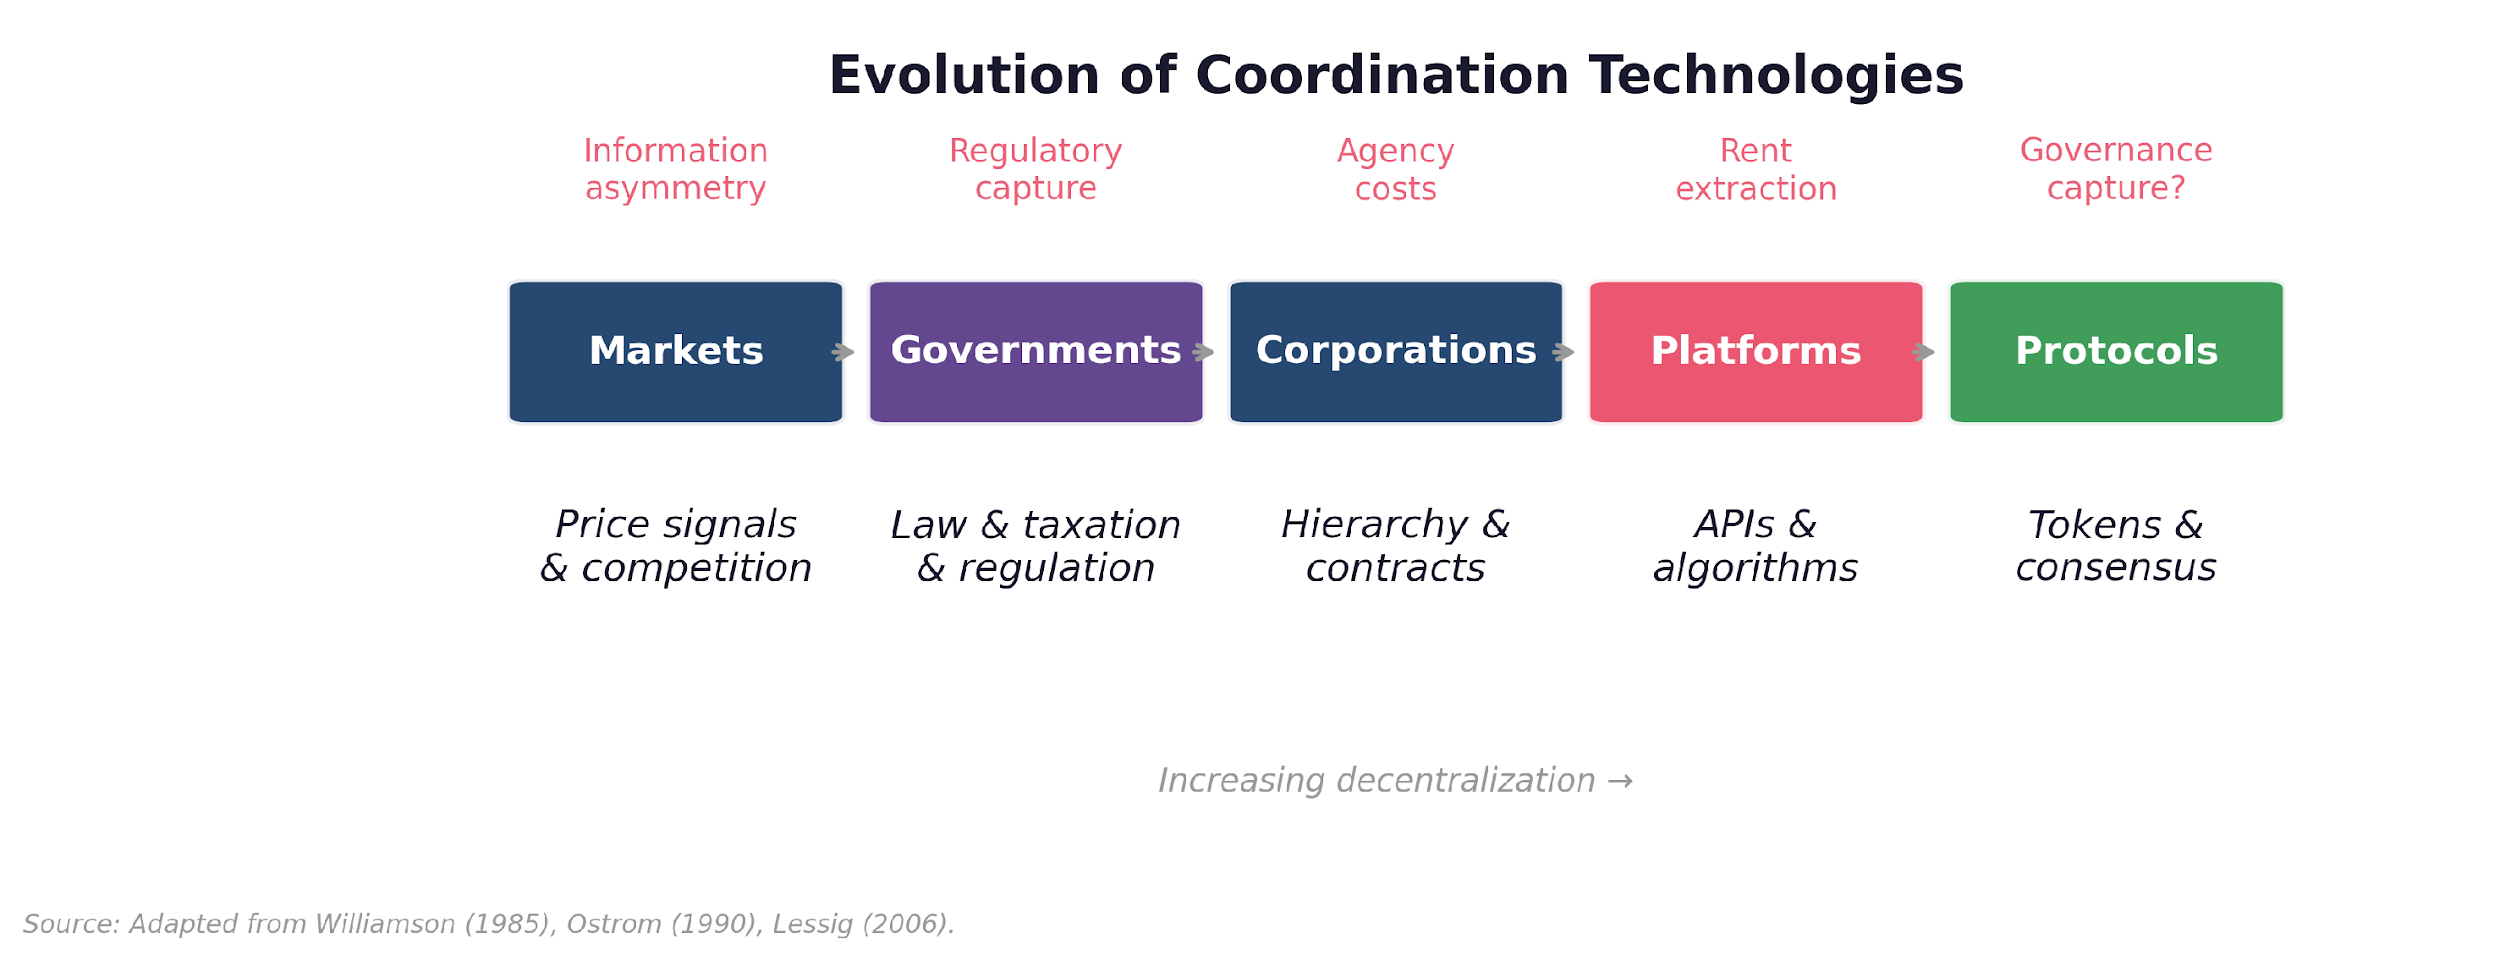 Evolution of Coordination Technologies
Information
asymmetry
Regulatory
capture
Agency
costs
Rent
extraction
Governance
capture?
Markets
Governments
Corporations
Platforms
Protocols
Price signals
& competition
Law & taxation
& regulation
Hierarchy &
contracts
APIs &
algorithms
Tokens &
consensus
Increasing decentralization →
Source: Adapted from Williamson (1985), Ostrom (1990), Lessig (2006).